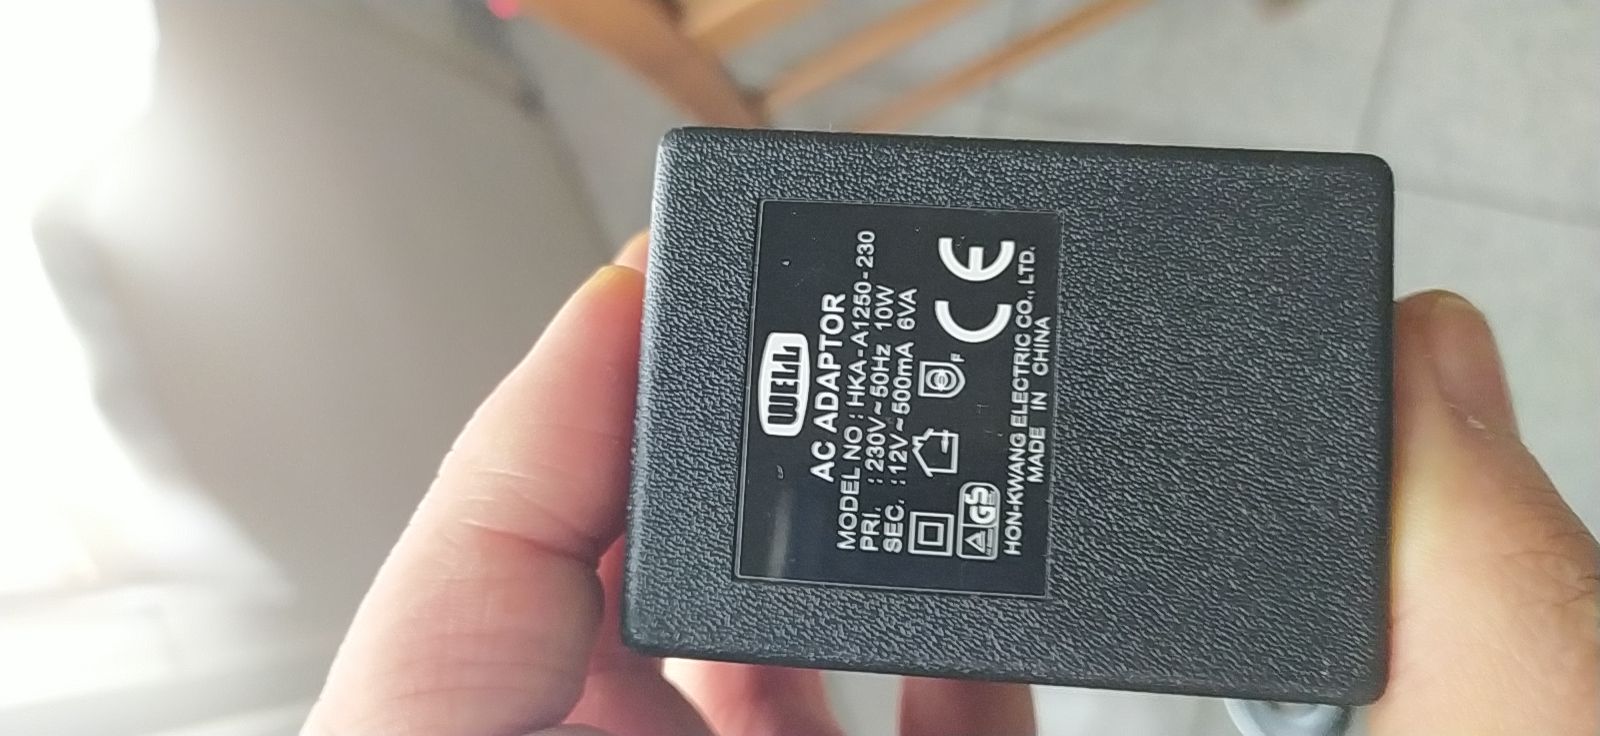 WELL
AC ADAPTOR
MODEL NO : HKA-A1250-230
PRI. : 230V ~ 50Hz 10W
SEC. : 12V ~ 500mA 6VA
F
GS
CE
HON-KWANG ELECTRIC CO., LTD.
MADE IN CHINA